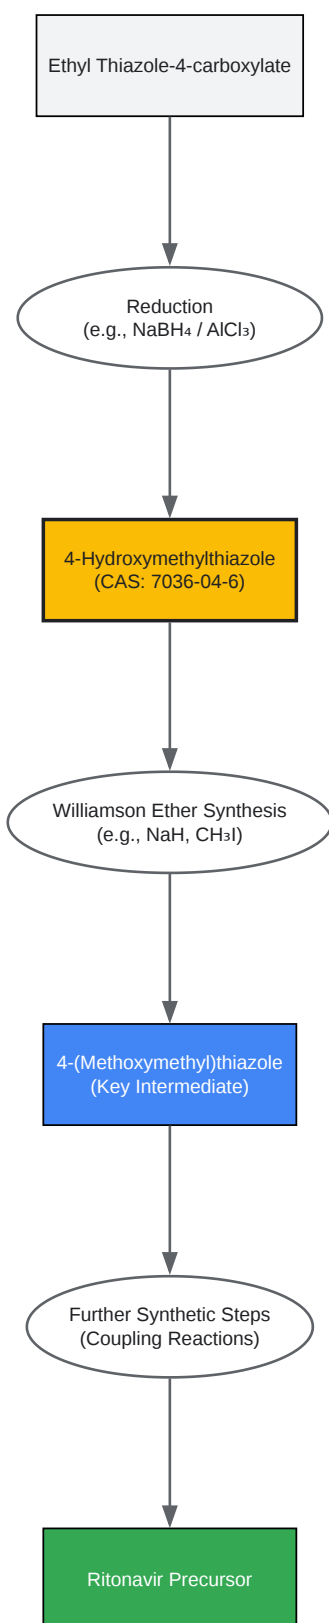 Ethyl Thiazole-4-carboxylate
Reduction
(e.g., NaBH₄ / AlCl₃)
4-Hydroxymethylthiazole
(CAS: 7036-04-6)
Williamson Ether Synthesis
(e.g., NaH, CH₃I)
4-(Methoxymethyl)thiazole
(Key Intermediate)
Further Synthetic Steps
(Coupling Reactions)
Ritonavir Precursor